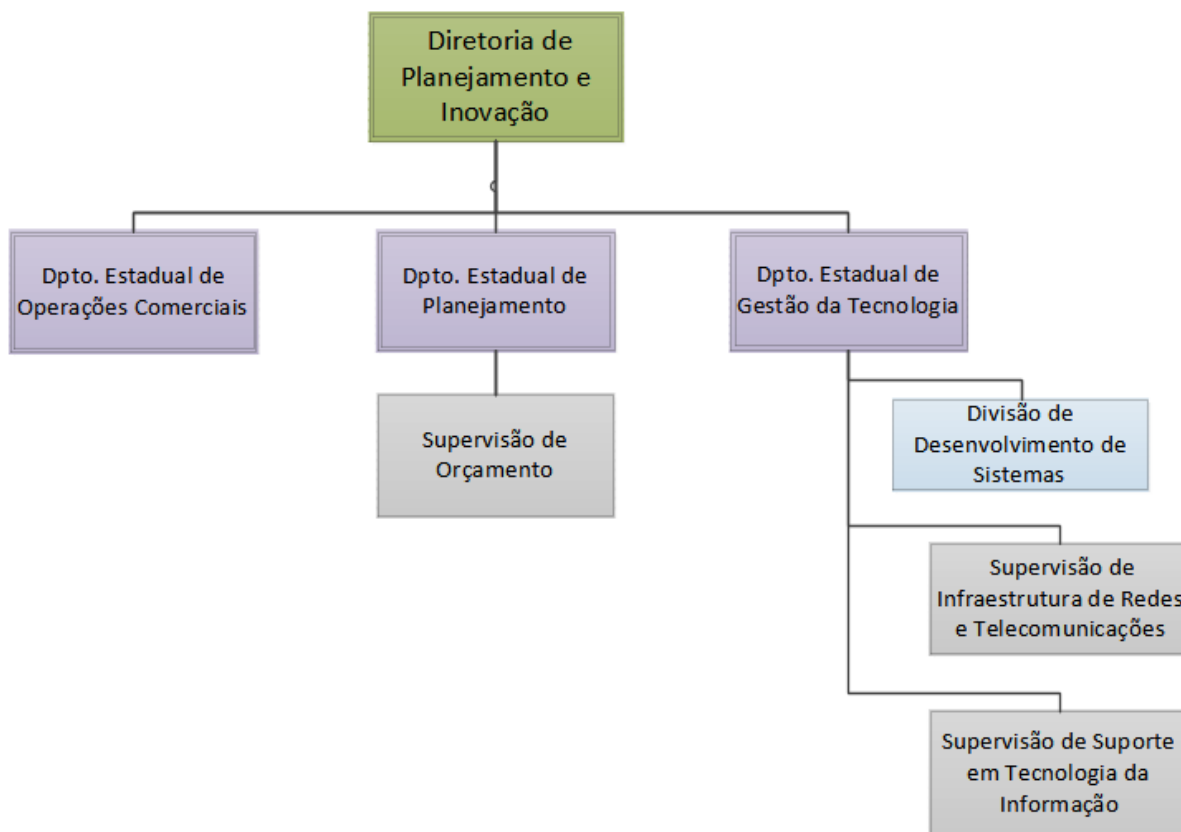 Diretoria de
Planejamento e
Inovação
Dpto. Estadual de
Operações Comerciais
Dpto. Estadual de
Planejamento
Dpto. Estadual de
Gestão da Tecnologia
Supervisão de
Orçamento
Divisão de
Desenvolvimento de
Sistemas
Supervisão de
Infraestrutura de Redes
e Telecomunicações
Supervisão de Suporte
em Tecnologia da
Informação